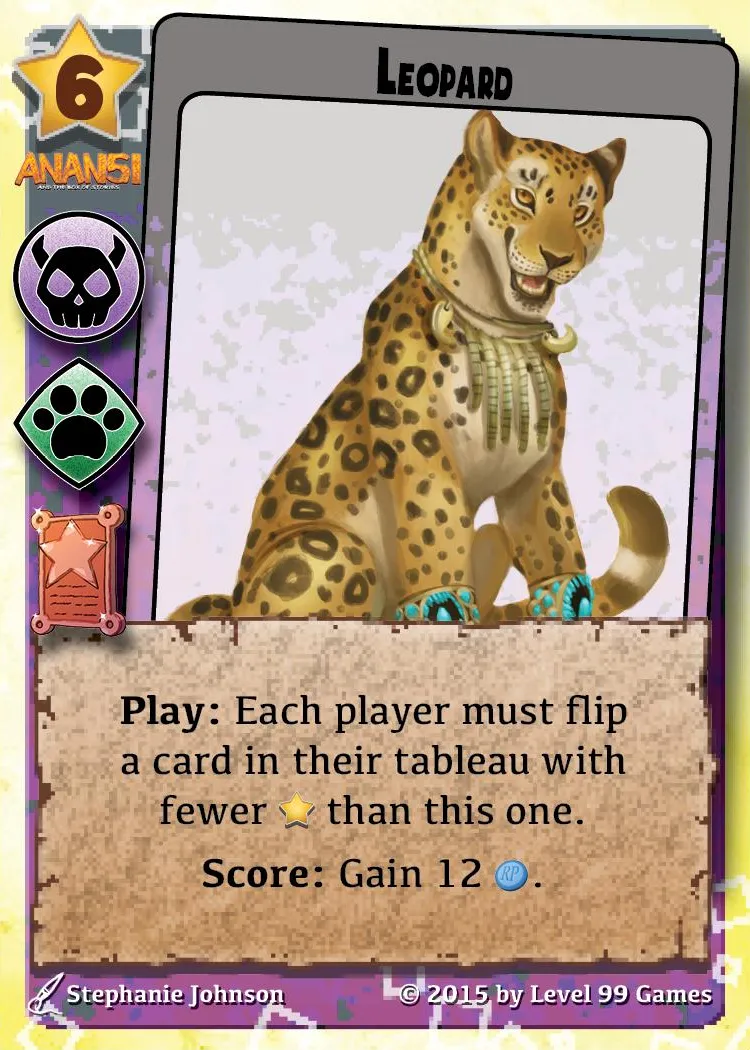 6
LEOPARD
ANANSI
AND THE BOX OF STORIES
Play: Each player must flip
a card in their tableau with
fewer than this one.
Score: Gain 12 RP.
Stephanie Johnson
© 2015 by Level 99 Games